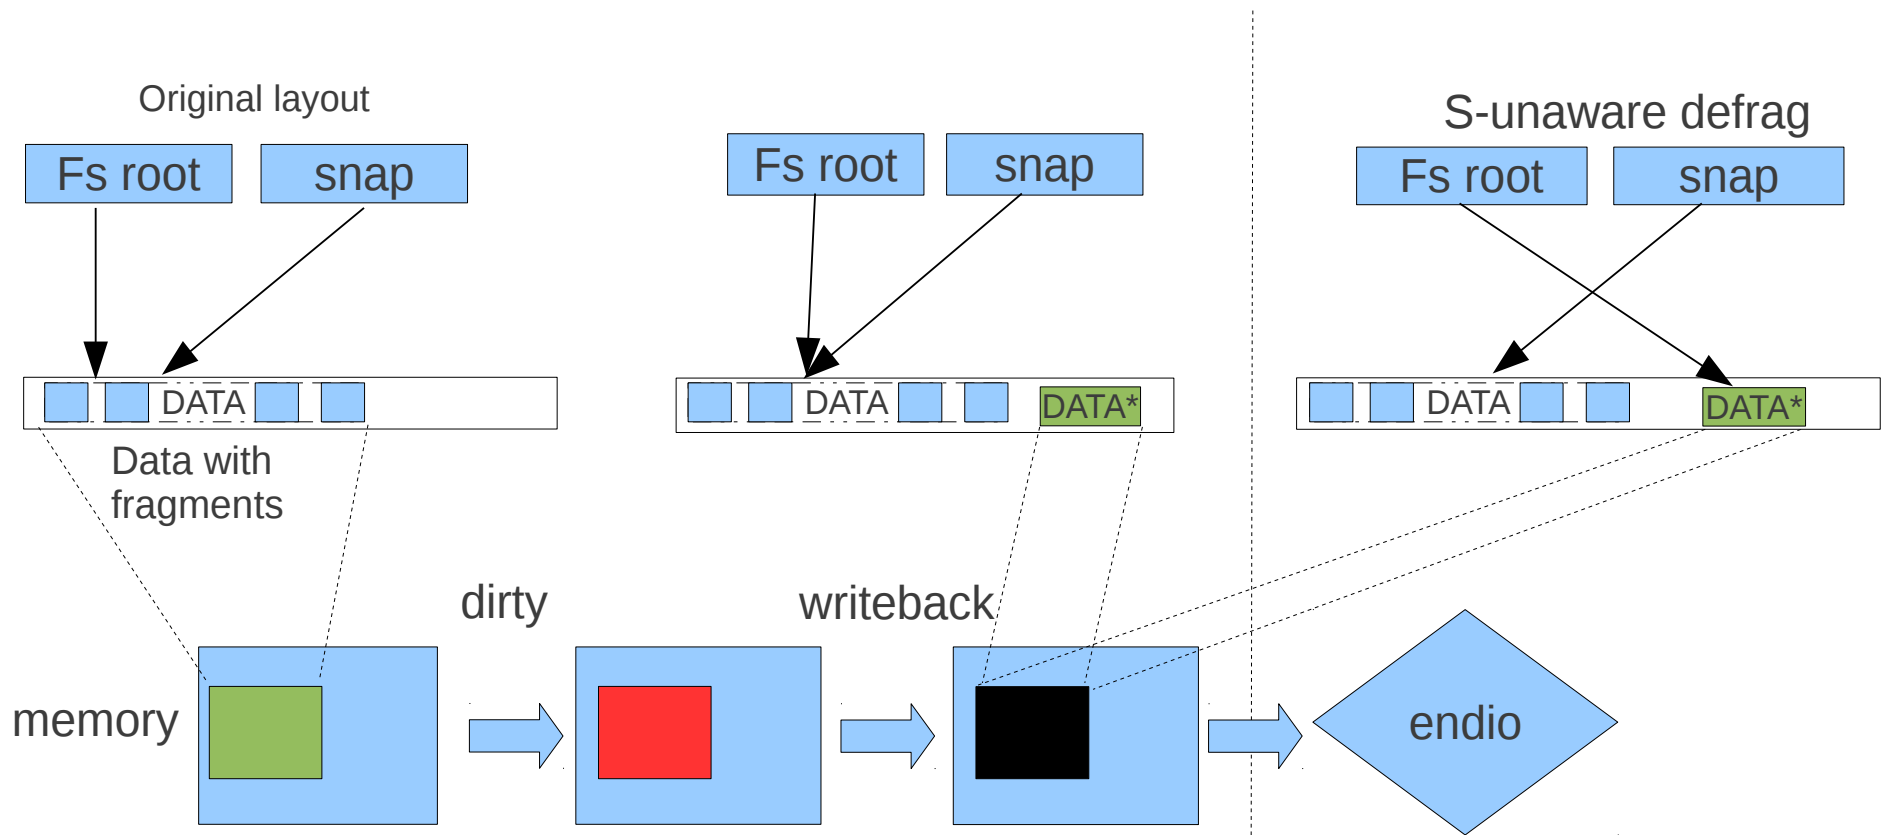 Original layout
S-unaware defrag
Fs root
snap
Fs root
snap
Fs root
snap
DATA
DATA
DATA*
DATA
DATA*
Data with
fragments
dirty
writeback
memory
endio